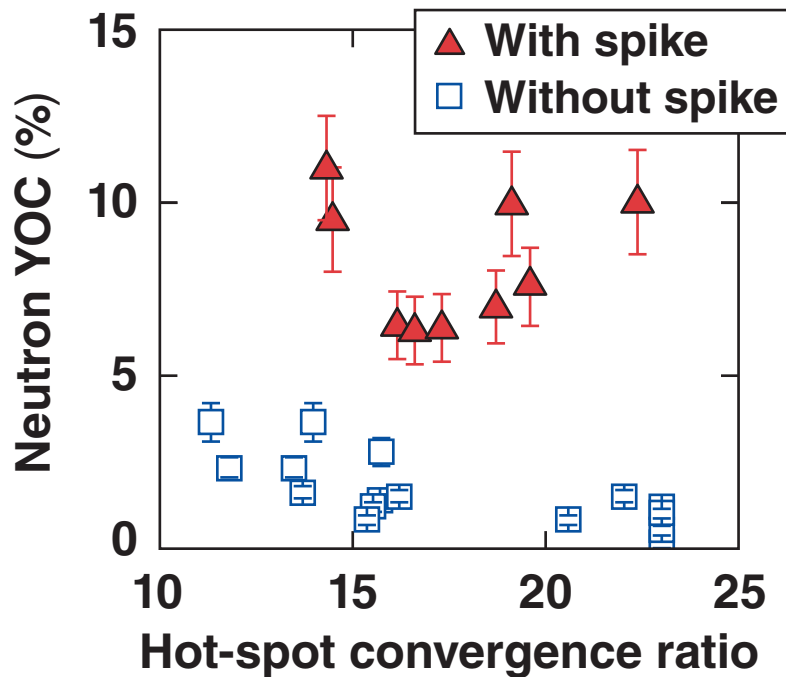 With spike
Without spike
Neutron YOC (%)
15
10
5
0
10 15 20 25
Hot-spot convergence ratio